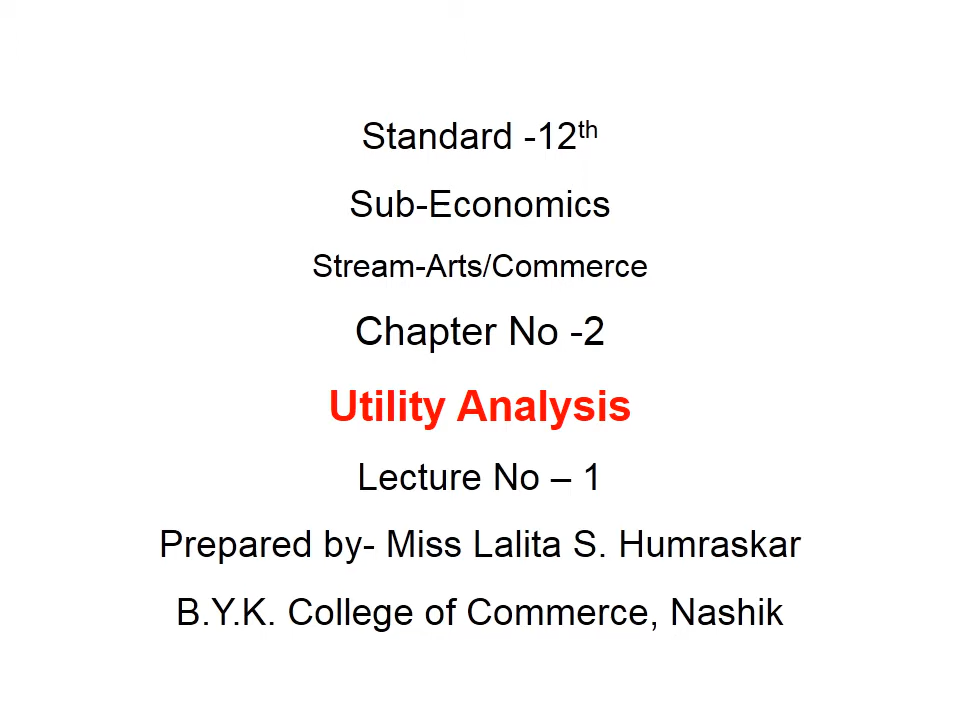 Standard -12th
Sub-Economics
Stream-Arts/Commerce
Chapter No -2
Utility Analysis
Lecture No – 1
Prepared by- Miss Lalita S. Humraskar
B.Y.K. College of Commerce, Nashik